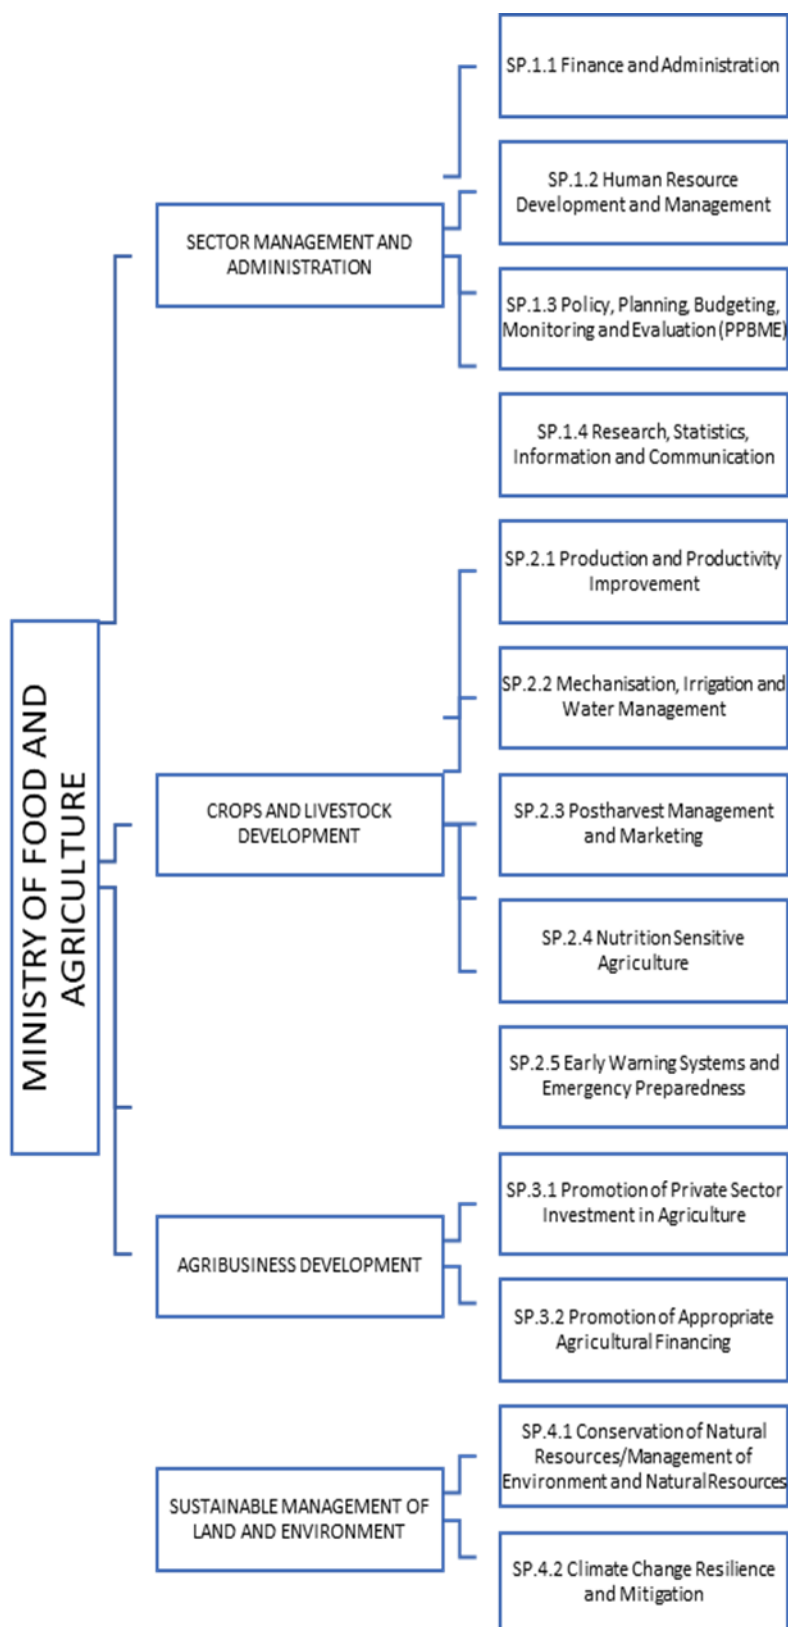 MINISTRY OF FOOD AND
AGRICULTURE
SECTOR MANAGEMENT AND
ADMINISTRATION
SP.1.1 Finance and Administration
SP.1.2 Human Resource
Development and Management
SP.1.3 Policy, Planning, Budgeting,
Monitoring and Evaluation (PPBME)
SP.1.4 Research, Statistics,
Information and Communication
CROPS AND LIVESTOCK
DEVELOPMENT
SP.2.1 Production and Productivity
Improvement
SP.2.2 Mechanisation, Irrigation and
Water Management
SP.2.3 Postharvest Management
and Marketing
SP.2.4 Nutrition Sensitive
Agriculture
SP.2.5 Early Warning Systems and
Emergency Preparedness
AGRIBUSINESS DEVELOPMENT
SP.3.1 Promotion of Private Sector
Investment in Agriculture
SP.3.2 Promotion of Appropriate
Agricultural Financing
SUSTAINABLE MANAGEMENT OF
LAND AND ENVIRONMENT
SP.4.1 Conservation of Natural
Resources/Management of
Environment and Natural Resources
SP.4.2 Climate Change Resilience
and Mitigation